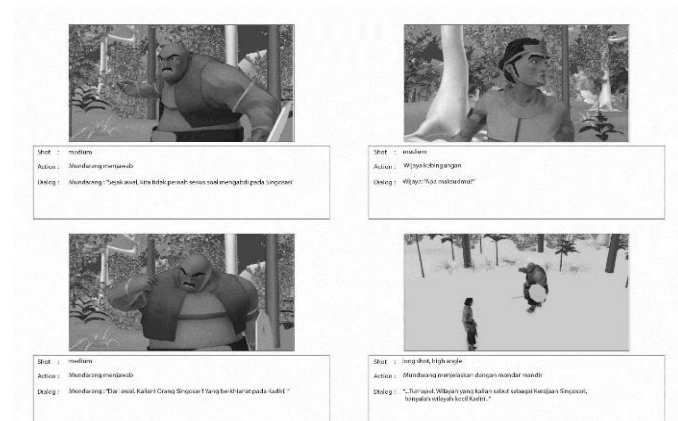 Shot : medium
Action : Mundarang menjawab
Dialog : Mundarang : "Sejak awal, kita tidak pernah serius soal mengabdi pada Singosari'
Shot : medium
Action : Wijaya kebingungan
Dialog : Wijaya: "Apa maksudmu?"
Shot : medium
Action : Mundarang menjawab
Dialog : Mundarang : "Dari awal. Kalian! Orang Singosari! Yang berkhianat pada Kadiri. "
Shot : long shot, high angle
Action : Mundarang menjelaskan dengan mondar mandir
Dialog : "...Tumapel. Wilayah yang kalian sebut sebagai Kerajaan Singosari,
hanyalah wilayah kecil Kadiri.."